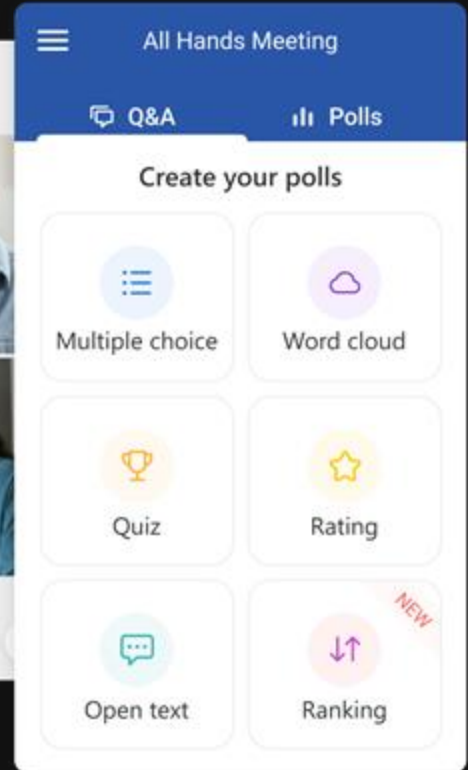 All Hands Meeting
Q&A Polls
Create your polls
Multiple choice
Word cloud
Quiz
Rating
Open text
NEW
Ranking